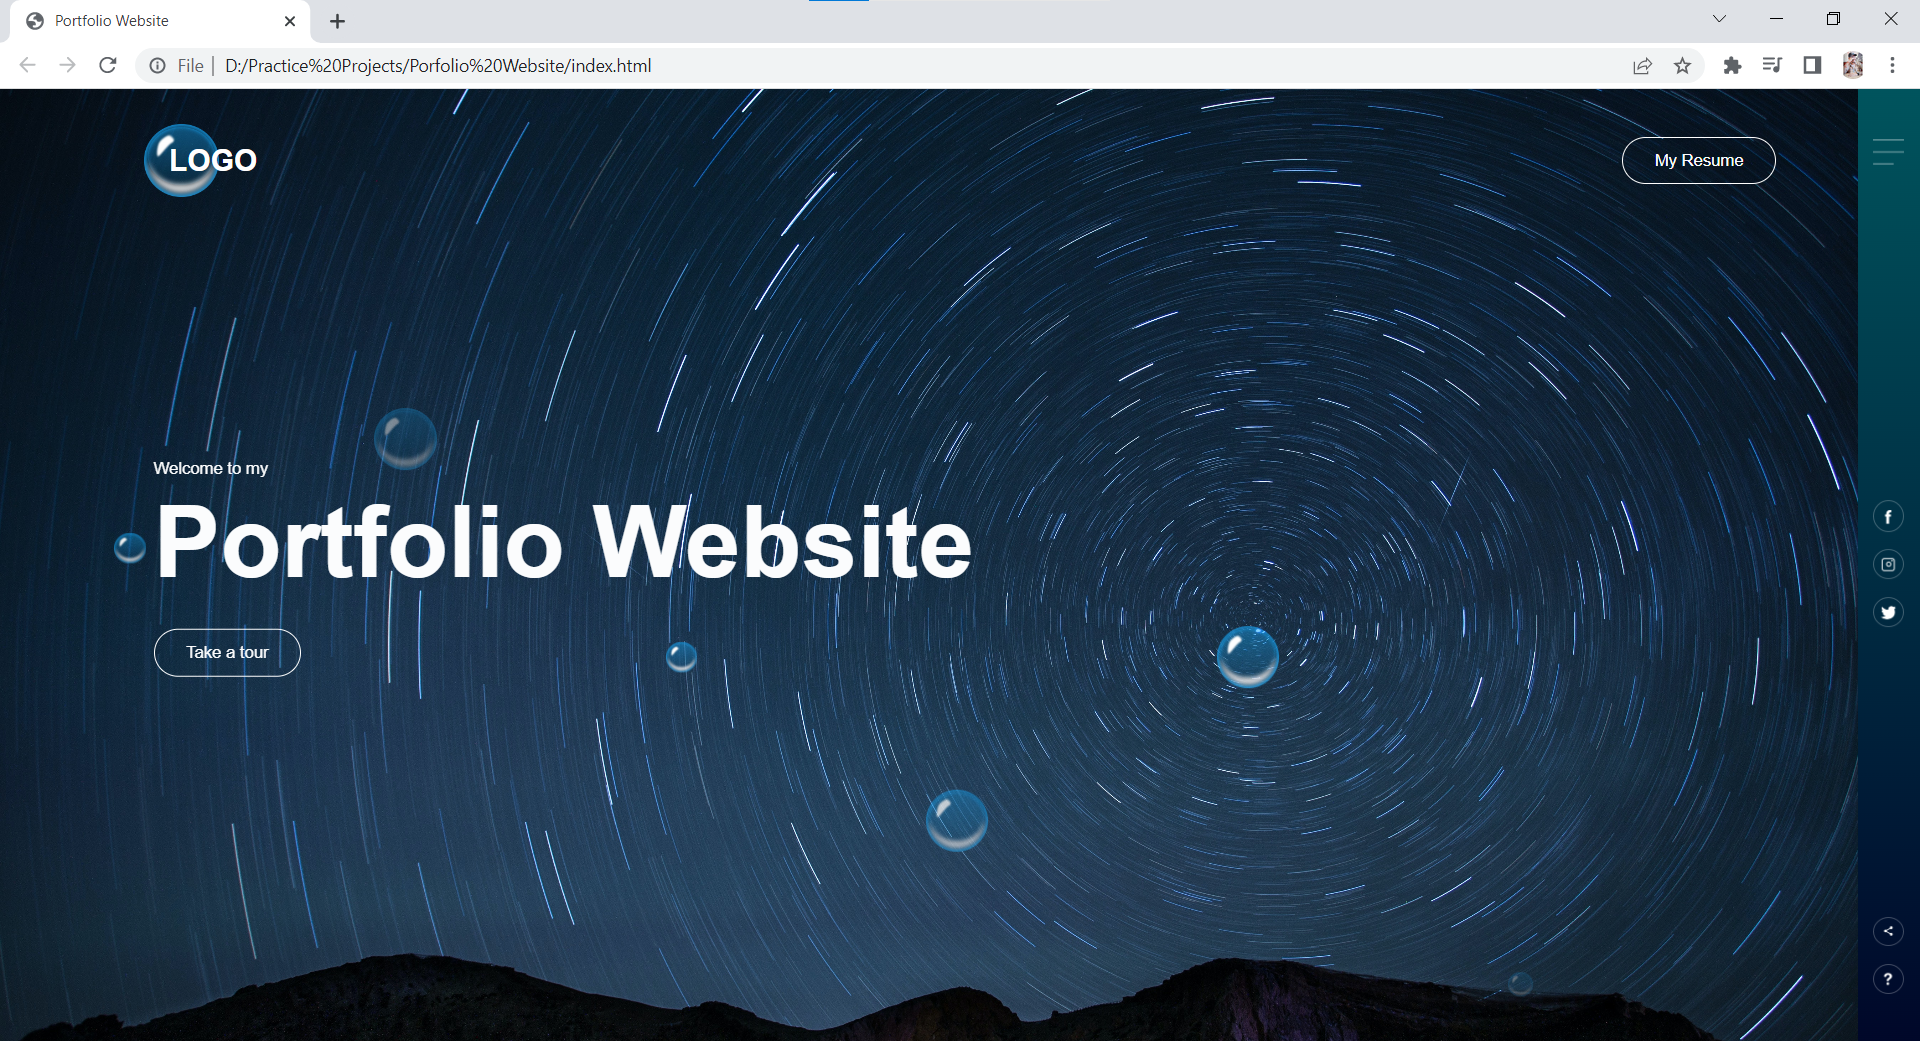 Portfolio Website
File | D:/Practice%20Projects/Porfolio%20Website/index.html
LOGO
My Resume
Welcome to my
Portfolio Website
Take a tour